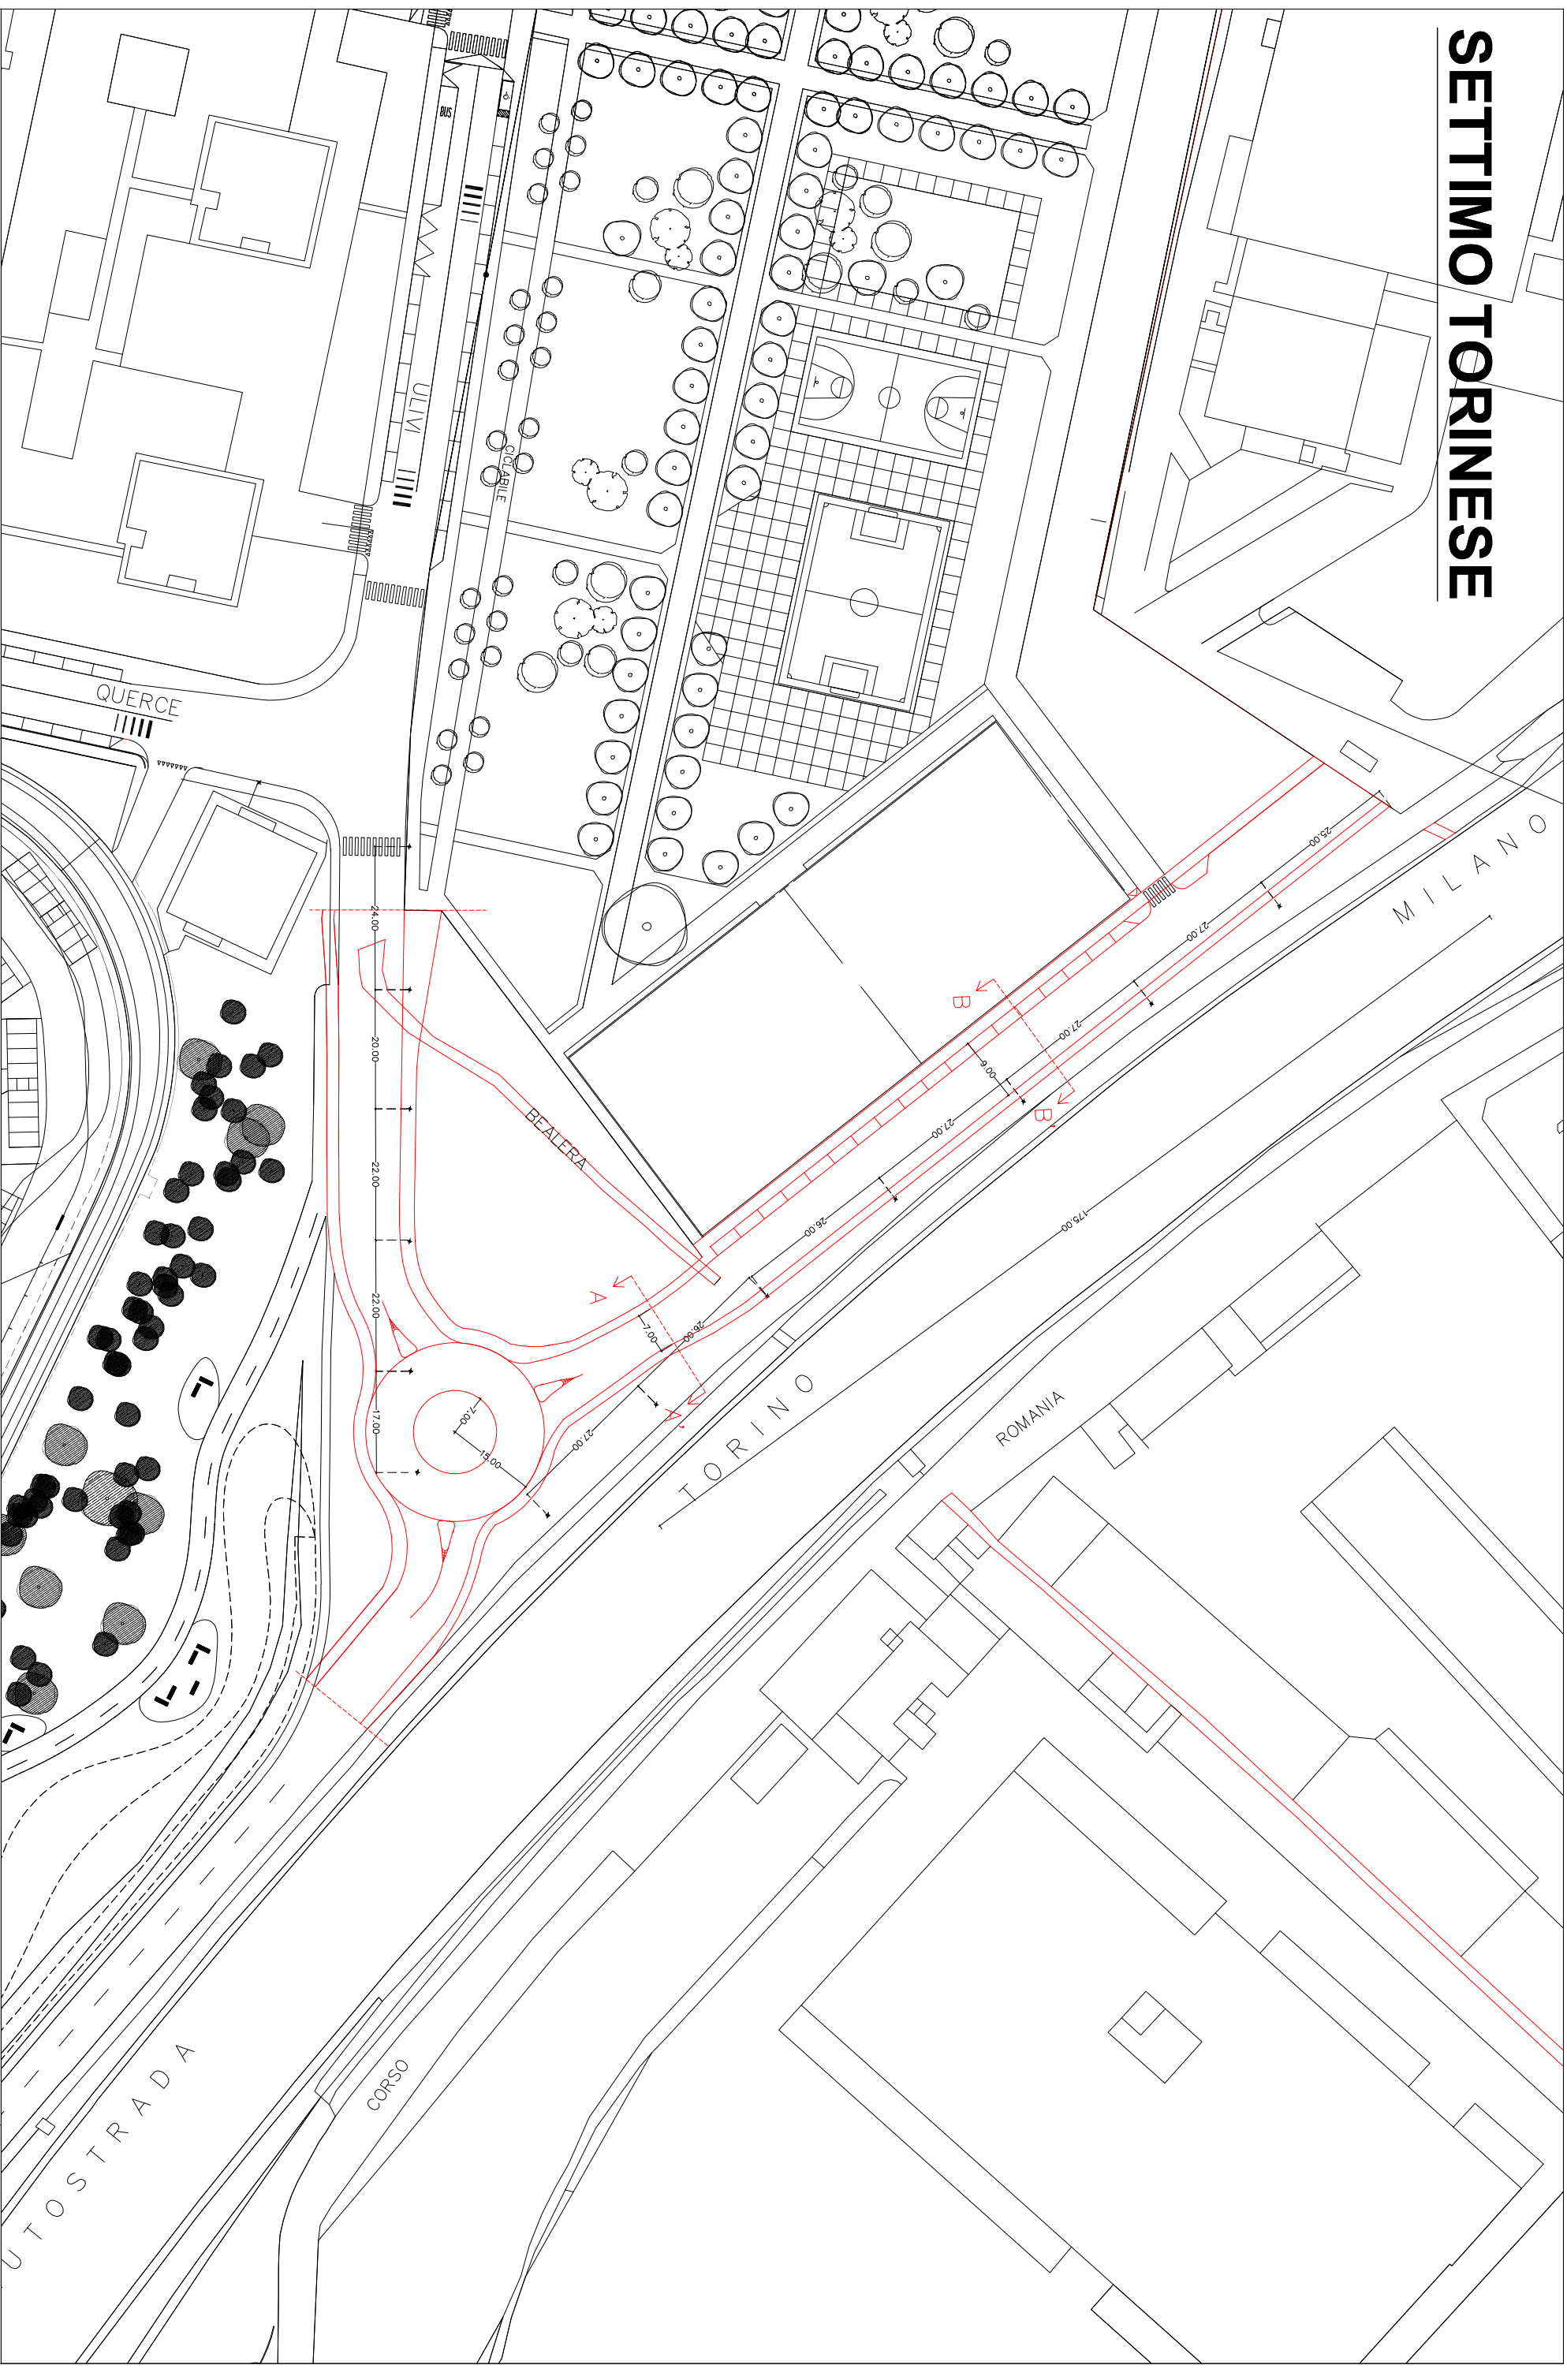 SETTIMO TORINESE
BUS
ULIVI
CICLABILE
QUERCE
MILANO
25.00
27.00
27.00
27.00
26.00
26.00
27.00
175.00
9.00
7.00
B
B'
A
A'
24.00
20.00
22.00
22.00
17.00
7.00
15.00
BEALERA
TORINO
ROMANIA
CORSO
UTOSTRADA